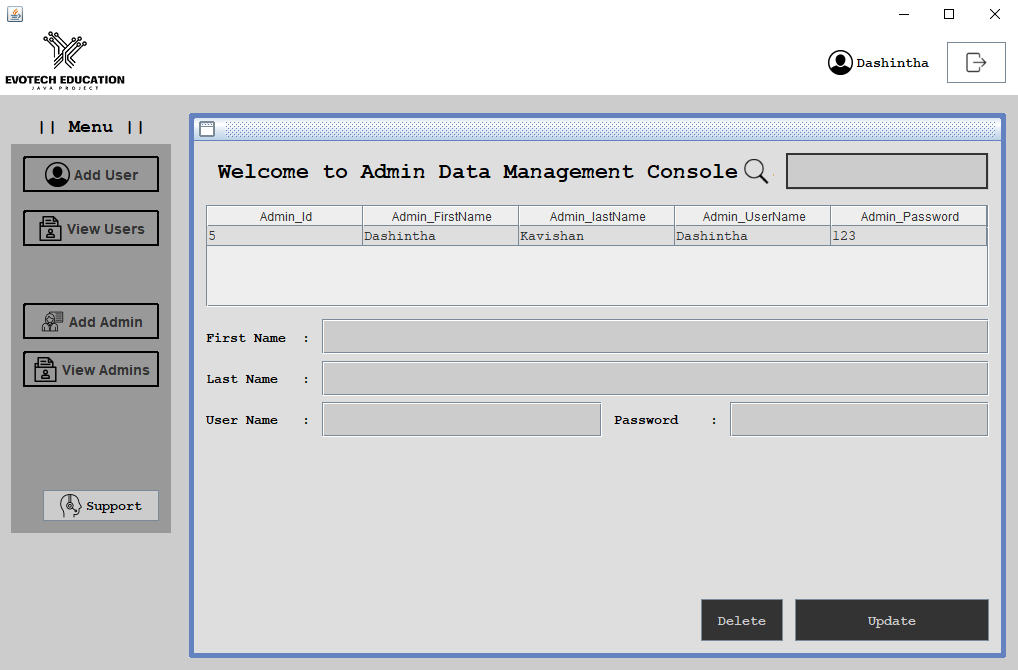 EVOTECH EDUCATION
JAVA PROJECT
Dashintha
|| Menu ||
Add User
View Users
Add Admin
View Admins
Support
Welcome to Admin Data Management Console
Admin_Id Admin_FirstName Admin_lastName Admin_UserName Admin_Password
5 Dashintha Kavishan Dashintha 123
First Name :
Last Name :
User Name : Password :
Delete Update